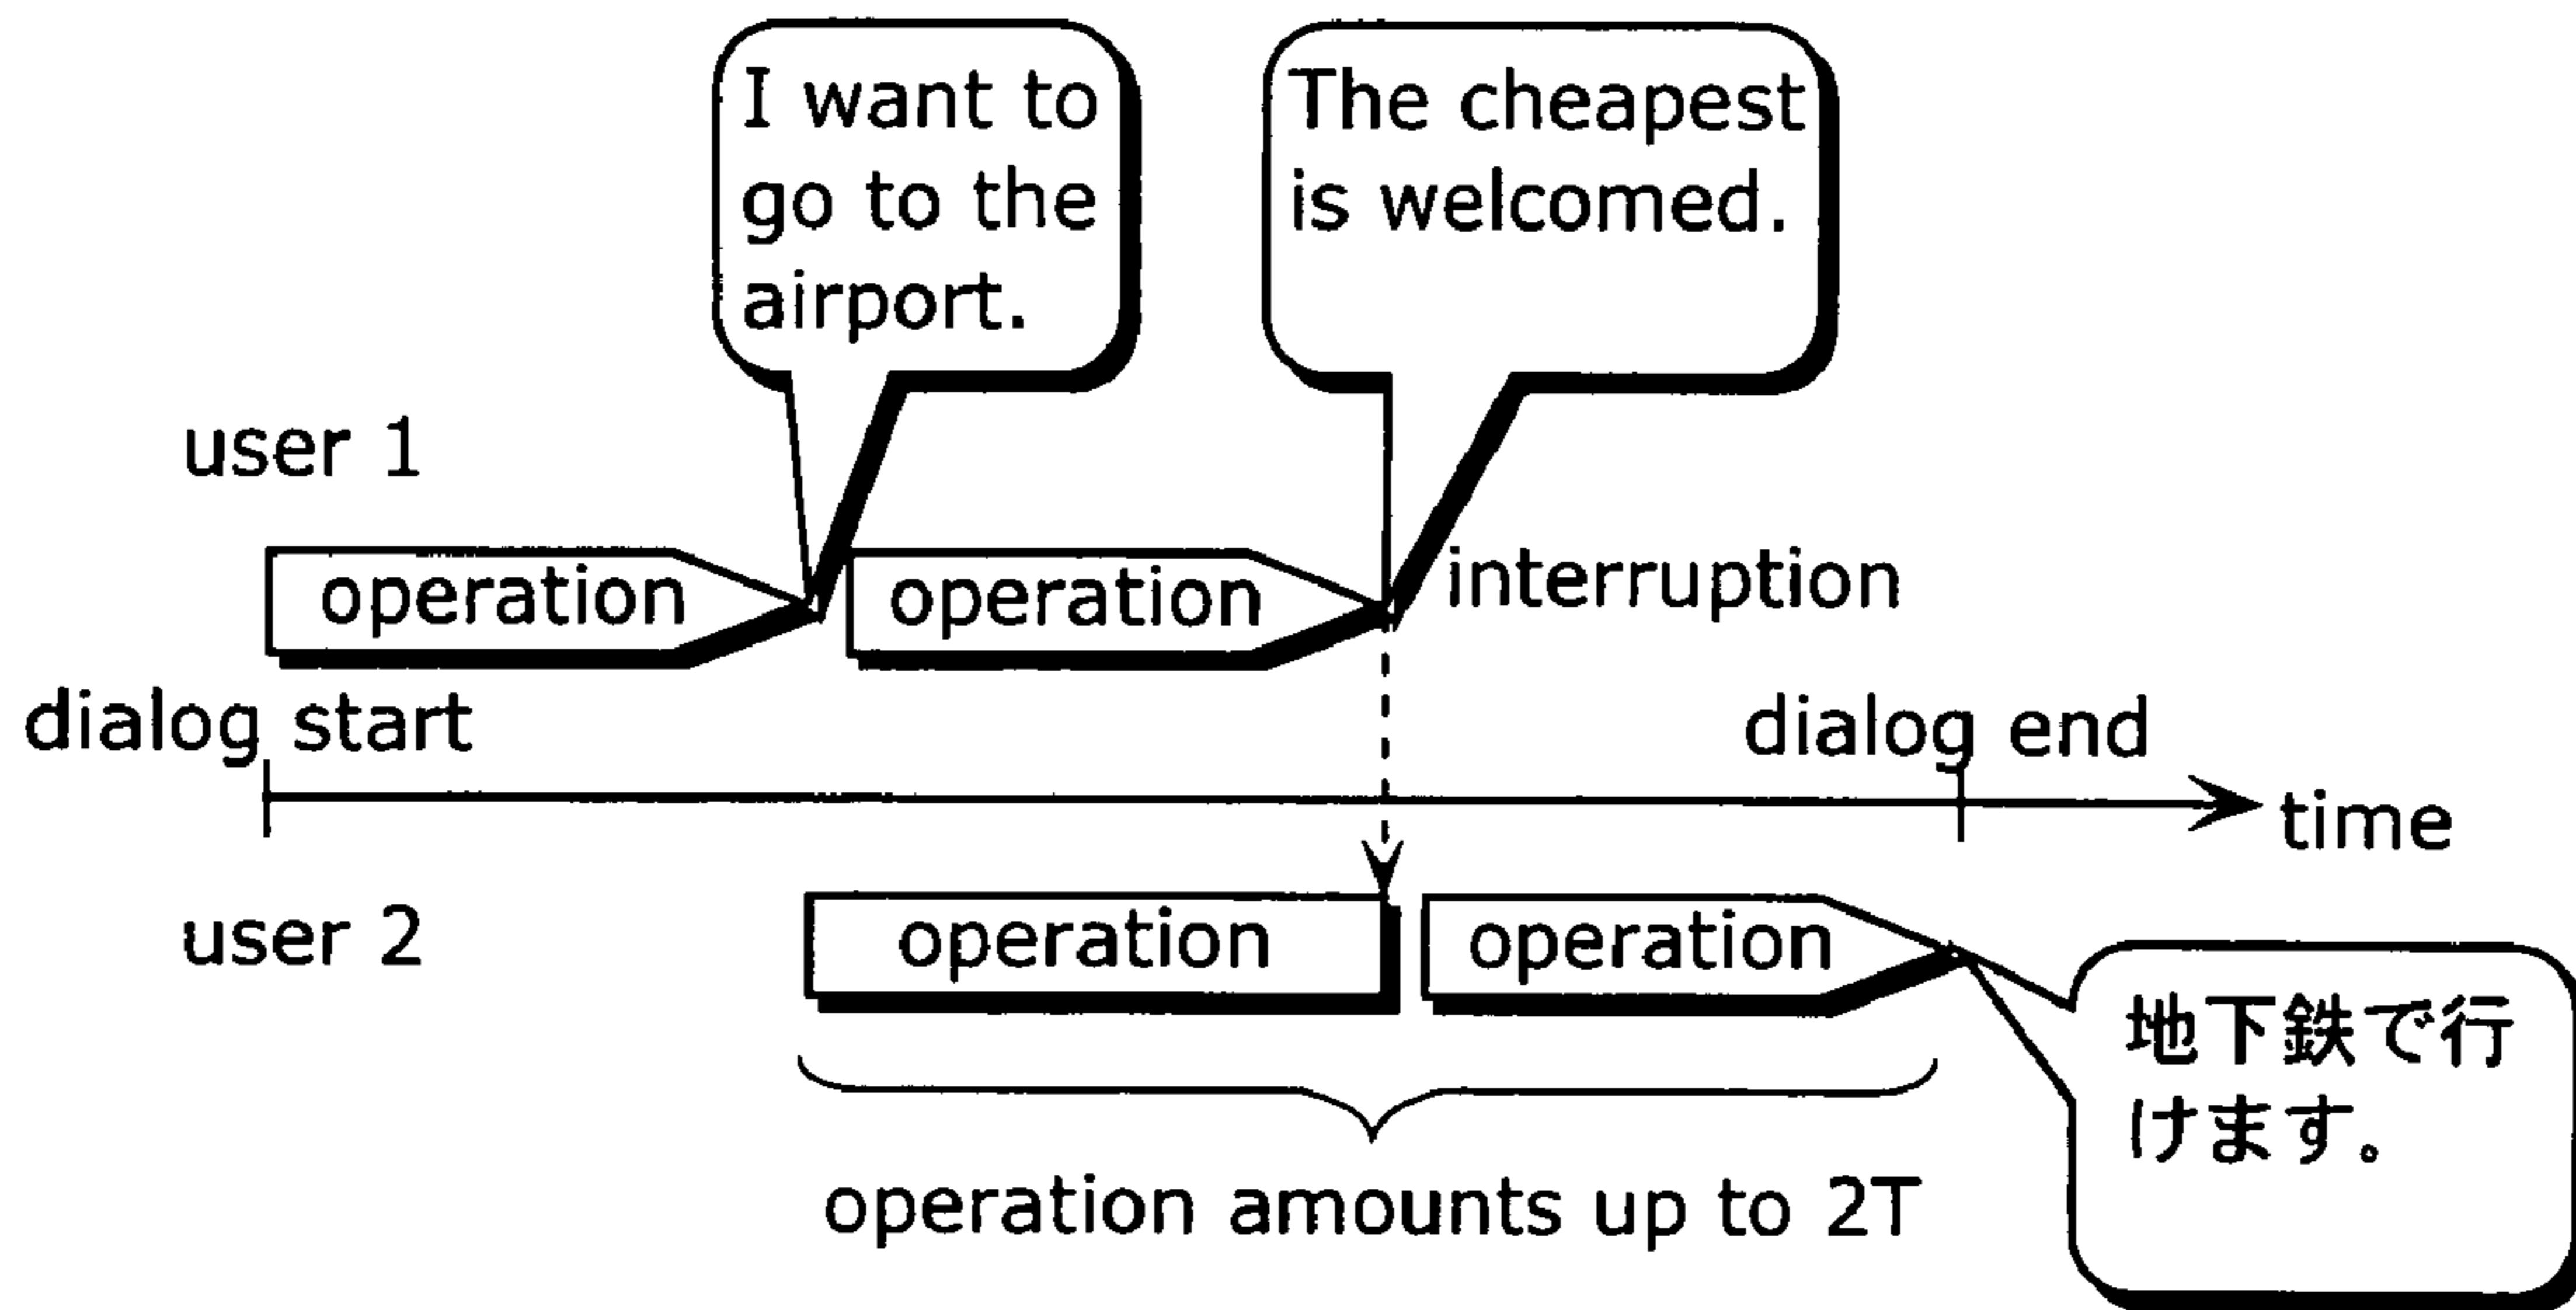 I want to
go to the
airport.
The cheapest
is welcomed.
user 1
operation
operation
interruption
dialog start
dialog end
time
user 2
operation
operation
地下鉄で行
けます。
operation amounts up to 2T